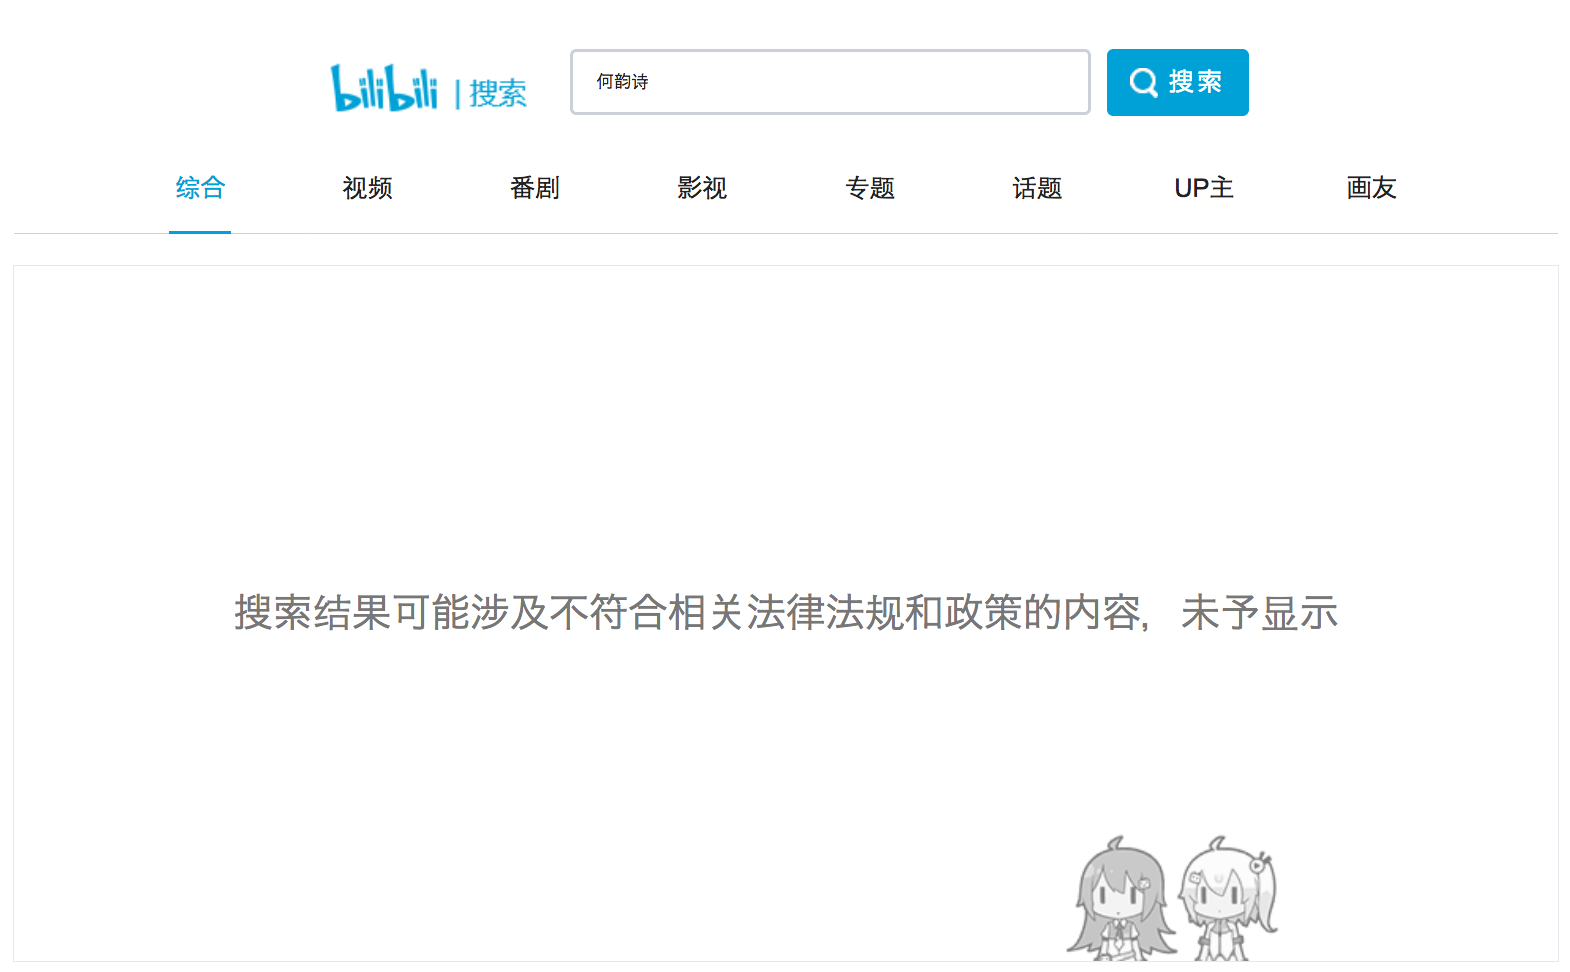 bilibili | 搜索
何韵诗
搜索
综合 视频 番剧 影视 专题 话题 UP主 画友
搜索结果可能涉及不符合相关法律法规和政策的内容，未予显示